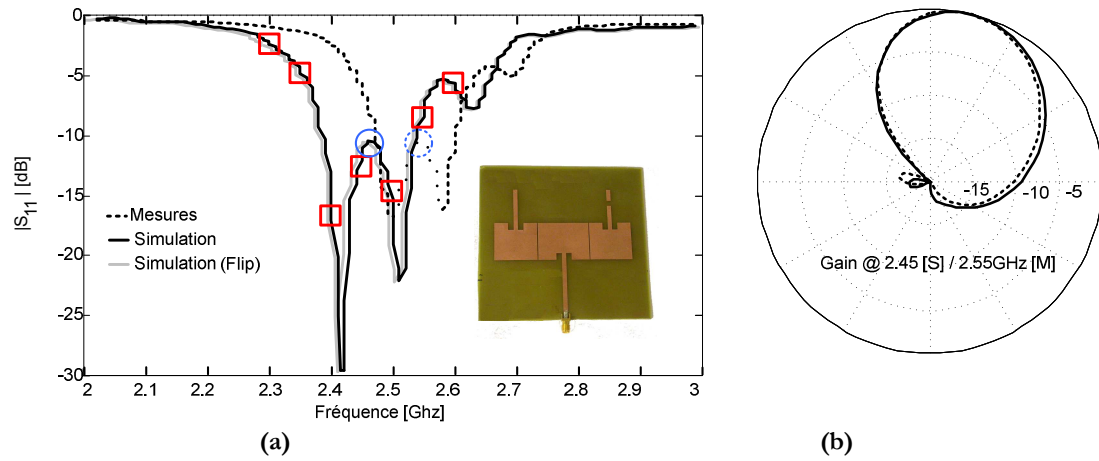 0
-5
-10
-15
-20
-25
-30
|S11| [dB]
Mesures
Simulation
Simulation (Flip)
2 2.1 2.2 2.3 2.4 2.5 2.6 2.7 2.8 2.9 3
Fréquence [Ghz]
(a)
-15 -10 -5
Gain @ 2.45 [S] / 2.55GHz [M]
(b)